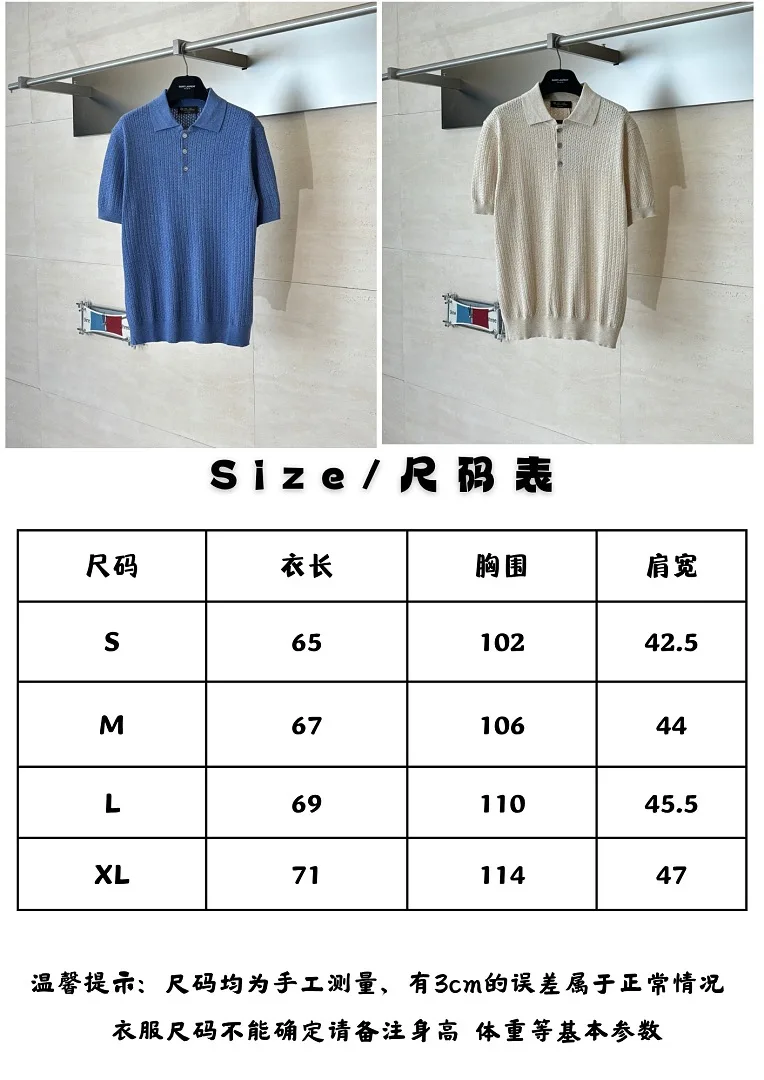 Size/尺码表
尺码 衣长 胸围 肩宽
S 65 102 42.5
M 67 106 44
L 69 110 45.5
XL 71 114 47
温馨提示: 尺码均为手工测量、有3cm的误差属于正常情况
衣服尺码不能确定请备注身高 体重等基本参数